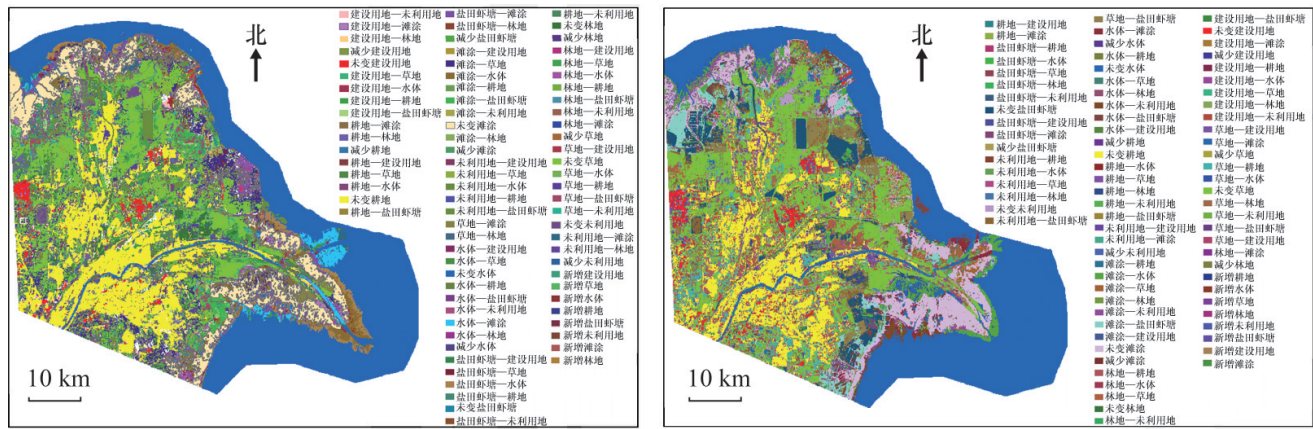 北
10 km
建设用地—未利用地
建设用地—滩涂
建设用地—林地
减少建设用地
未变建设用地
建设用地—草地
建设用地—水体
建设用地—耕地
建设用地—盐田虾塘
耕地—滩涂
耕地—林地
减少耕地
耕地—建设用地
耕地—草地
耕地—水体
未变耕地
耕地—盐田虾塘
盐田虾塘—滩涂
盐田虾塘—林地
减少盐田虾塘
滩涂—建设用地
滩涂—草地
滩涂—水体
滩涂—耕地
滩涂—盐田虾塘
滩涂—未利用地
未变滩涂
滩涂—林地
减少滩涂
未利用地—建设用地
未利用地—草地
未利用地—水体
未利用地—耕地
未利用地—盐田虾塘
草地—滩涂
草地—林地
水体—建设用地
水体—草地
未变水体
水体—耕地
水体—盐田虾塘
水体—未利用地
水体—滩涂
水体—林地
减少水体
盐田虾塘—建设用地
盐田虾塘—草地
盐田虾塘—水体
盐田虾塘—耕地
未变盐田虾塘
盐田虾塘—未利用地
耕地—未利用地
未变林地
减少林地
林地—建设用地
林地—水体
林地—耕地
林地—盐田虾塘
林地—未利用地
林地—滩涂
减少草地
草地—建设用地
未变草地
草地—水体
草地—耕地
草地—盐田虾塘
草地—未利用地
未变未利用地
未利用地—滩涂
未利用地—林地
减少未利用地
新增建设用地
新增草地
新增水体
新增耕地
新增盐田虾塘
新增未利用地
新增滩涂
新增林地
北
10 km
耕地—建设用地
耕地—滩涂
盐田虾塘—耕地
盐田虾塘—水体
盐田虾塘—草地
盐田虾塘—林地
盐田虾塘—未利用地
未变盐田虾塘
盐田虾塘—建设用地
盐田虾塘—滩涂
减少盐田虾塘
未利用地—耕地
未利用地—水体
未利用地—草地
未利用地—林地
未变未利用地
未利用地—盐田虾塘
草地—盐田虾塘
水体—滩涂
减少水体
水体—耕地
未变水体
水体—草地
水体—林地
水体—未利用地
水体—盐田虾塘
水体—建设用地
减少耕地
未变耕地
耕地—水体
耕地—草地
耕地—林地
耕地—未利用地
耕地—盐田虾塘
未利用地—建设用地
未利用地—滩涂
减少未利用地
滩涂—耕地
滩涂—水体
滩涂—草地
滩涂—林地
滩涂—未利用地
滩涂—盐田虾塘
滩涂—建设用地
未变滩涂
减少滩涂
林地—耕地
林地—水体
林地—草地
未变林地
林地—未利用地
建设用地—盐田虾塘
未变建设用地
建设用地—滩涂
减少建设用地
建设用地—耕地
建设用地—水体
建设用地—草地
建设用地—林地
建设用地—未利用地
草地—建设用地
草地—滩涂
减少草地
草地—耕地
草地—水体
未变草地
草地—林地
草地—未利用地
草地—盐田虾塘
草地—建设用地
林地—滩涂
减少林地
新增耕地
新增水体
新增草地
新增林地
新增未利用地
新增盐田虾塘
新增建设用地
新增滩涂